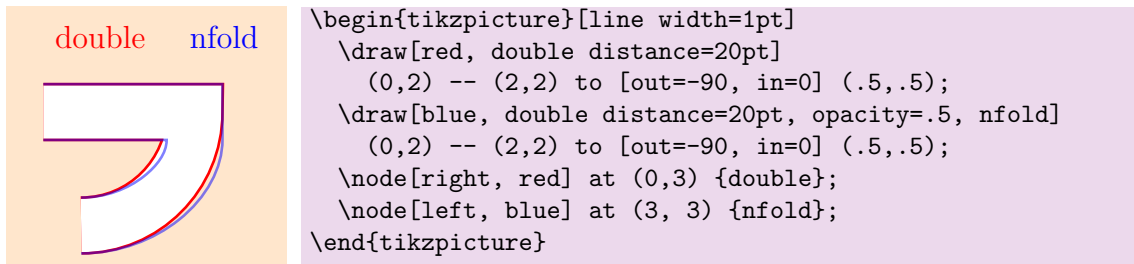 double nfold
\begin{tikzpicture}[line width=1pt]
  \draw[red, double distance=20pt]
    (0,2) -- (2,2) to [out=-90, in=0] (.5,.5);
  \draw[blue, double distance=20pt, opacity=.5, nfold]
    (0,2) -- (2,2) to [out=-90, in=0] (.5,.5);
  \node[right, red] at (0,3) {double};
  \node[left, blue] at (3, 3) {nfold};
\end{tikzpicture}